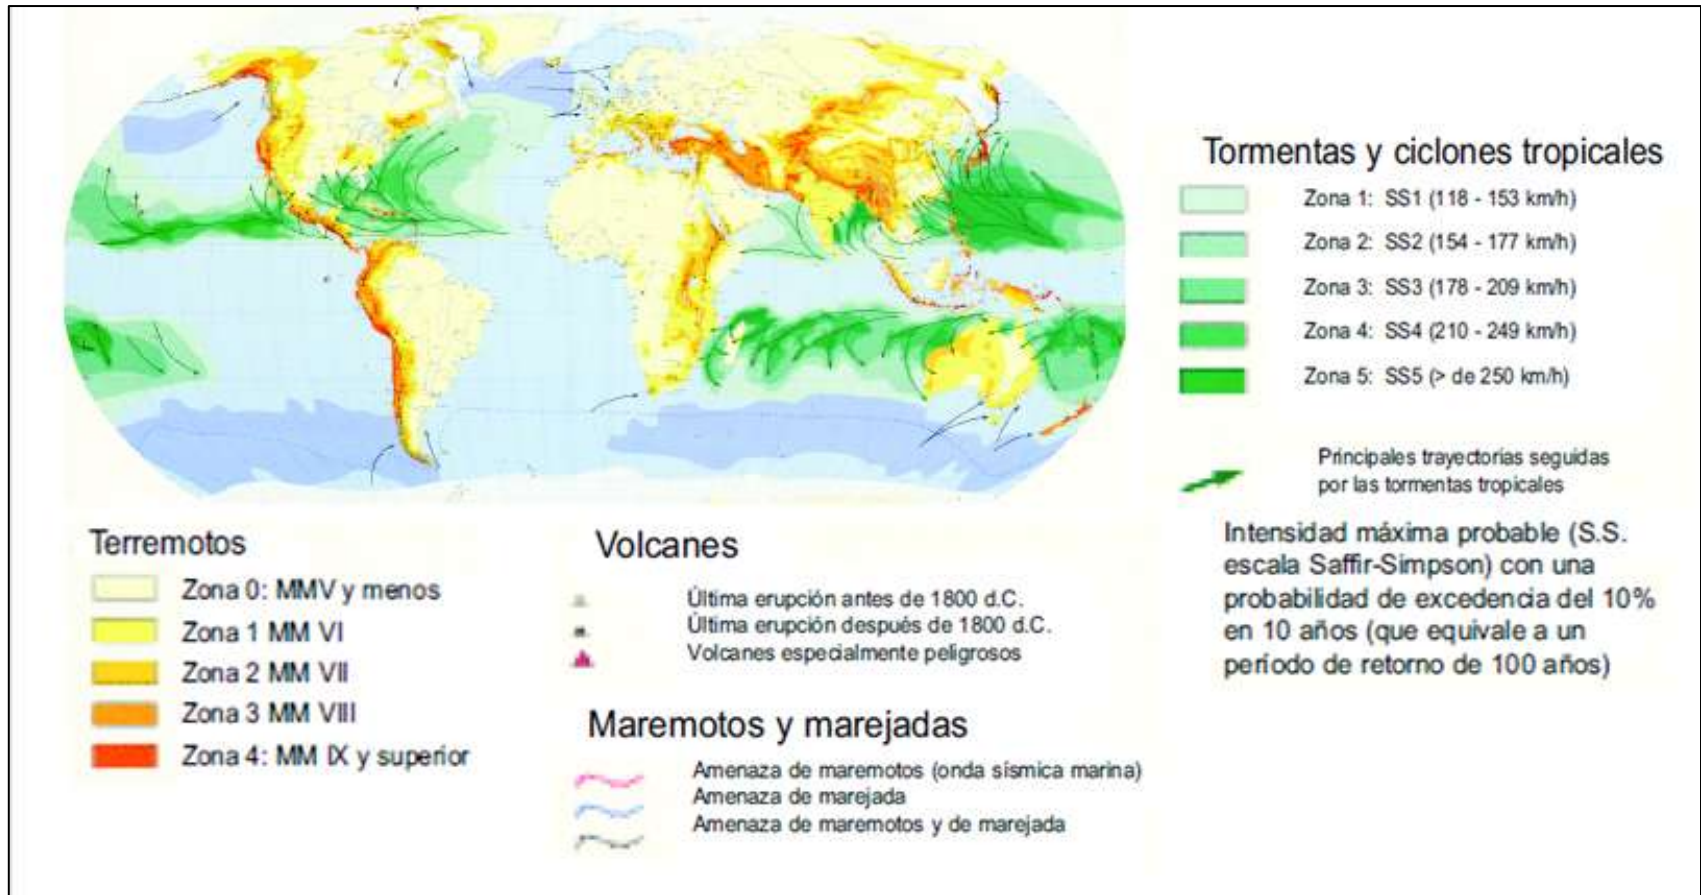 Tormentas y ciclones tropicales
Zona 1: SS1 (118 - 153 km/h)
Zona 2: SS2 (154 - 177 km/h)
Zona 3: SS3 (178 - 209 km/h)
Zona 4: SS4 (210 - 249 km/h)
Zona 5: SS5 (> de 250 km/h)
Principales trayectorías seguidas
por las tormentas tropicales
Intensidad máxima probable (S.S.
escala Saffir-Simpson) con una
probabilidad de excedencia del 10%
en 10 años (que equivale a un
período de retorno de 100 años)
Terremotos
Zona 0: MMV y menos
Zona 1 MM VI
Zona 2 MM VII
Zona 3 MM VIII
Zona 4: MM IX y superior
Volcanes
Última erupción antes de 1800 d.C.
Última erupción después de 1800 d.C.
Volcanes especialmente peligrosos
Maremotos y marejadas
Amenaza de maremotos (onda sísmica marina)
Amenaza de marejada
Amenaza de maremotos y de marejada